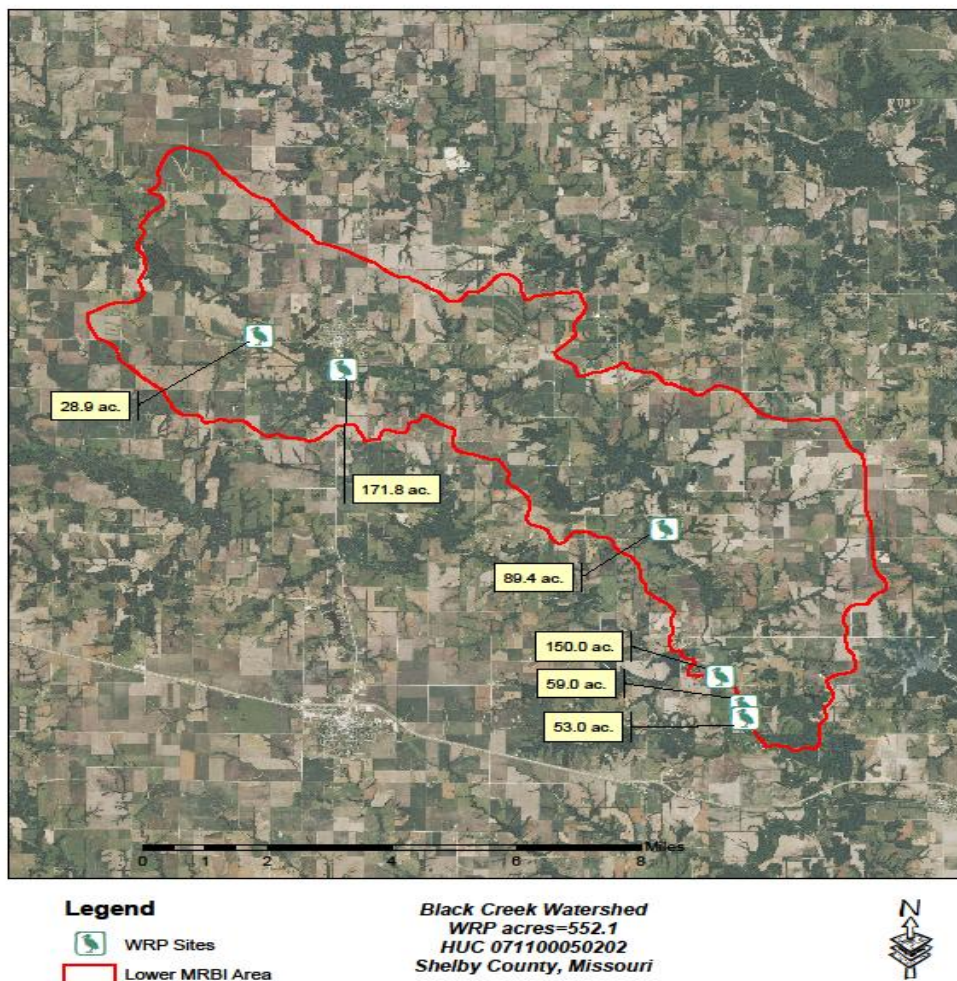 28.9 ac.
171.8 ac.
89.4 ac.
150.0 ac.
59.0 ac.
53.0 ac.
0 2 4 6 8 Miles
Legend
WRP Sites
Lower MRBI Area
Black Creek Watershed
WRP acres=552.1
HUC 071100050202
Shelby County, Missouri
N